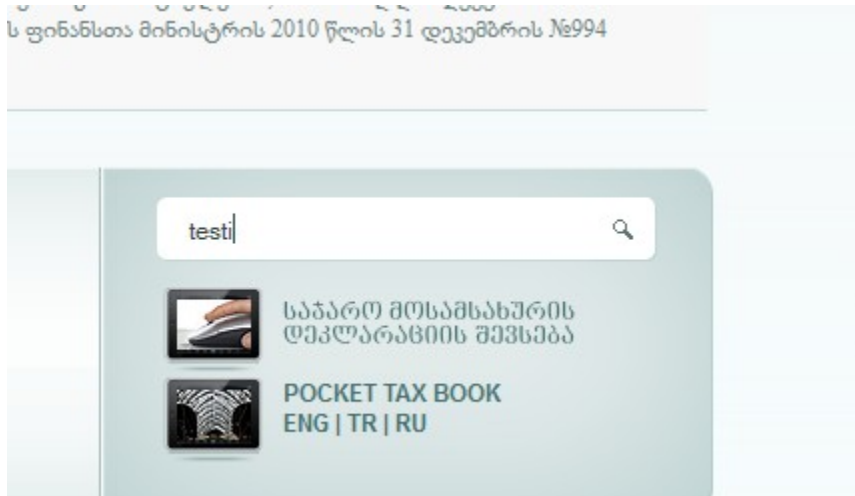 ს ფინანსთა მინისტრის 2010 წლის 31 დეკემბრის №994
testi
საჯარო მოსამსახურის
დეკლარაციის შევსება
POCKET TAX BOOK
ENG | TR | RU